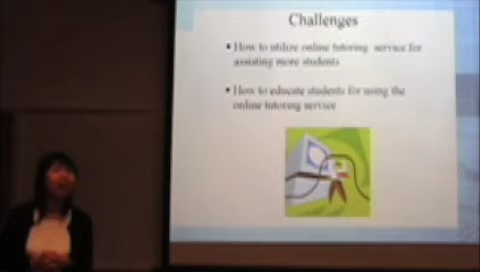 Challenges
▪ How to utilize online tutoring service for
assisting more students
▪ How to educate students for using the
online tutoring service